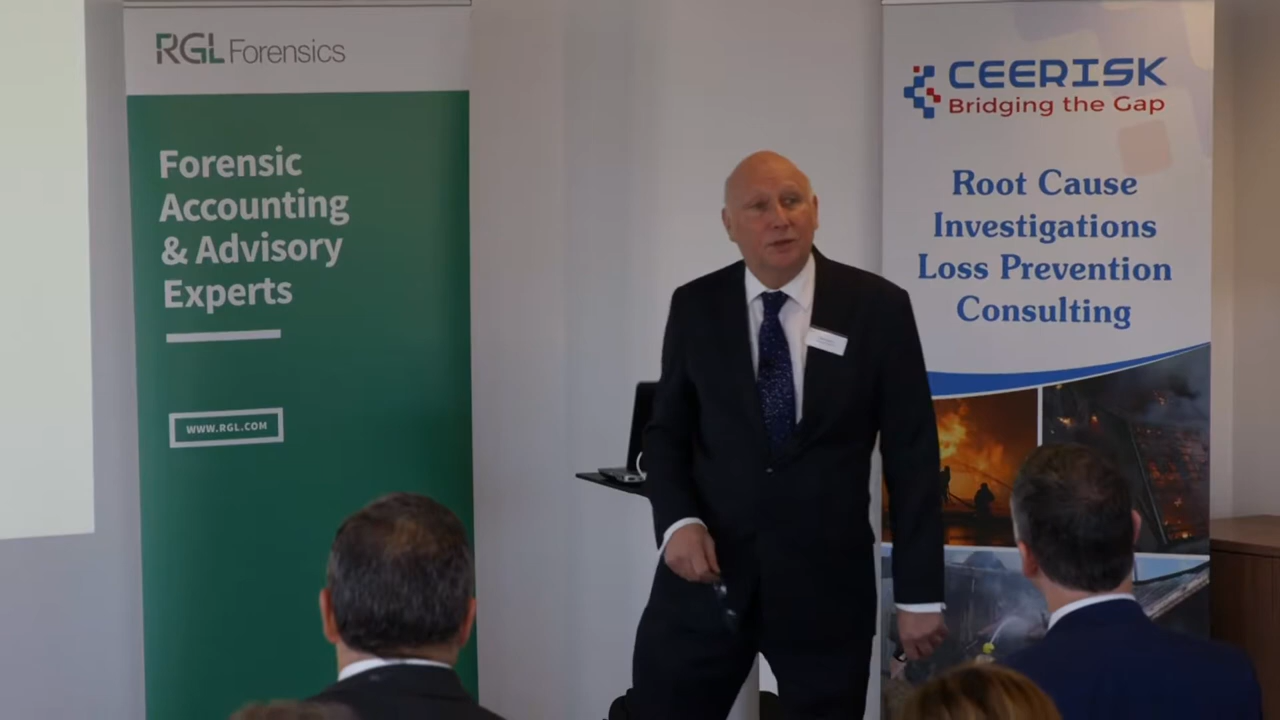 RGL Forensics
Forensic
Accounting
& Advisory
Experts
WWW.RGL.COM
CEERISK
Bridging the Gap
Root Cause
Investigations
Loss Prevention
Consulting